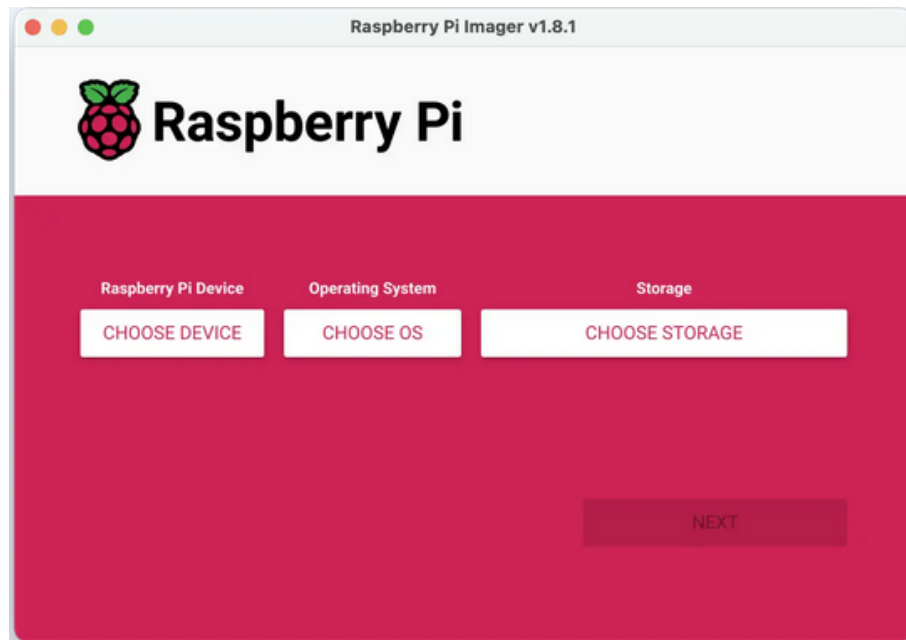 Raspberry Pi Imager v1.8.1
Raspberry Pi
Raspberry Pi Device Operating System Storage
CHOOSE DEVICE CHOOSE OS CHOOSE STORAGE
NEXT